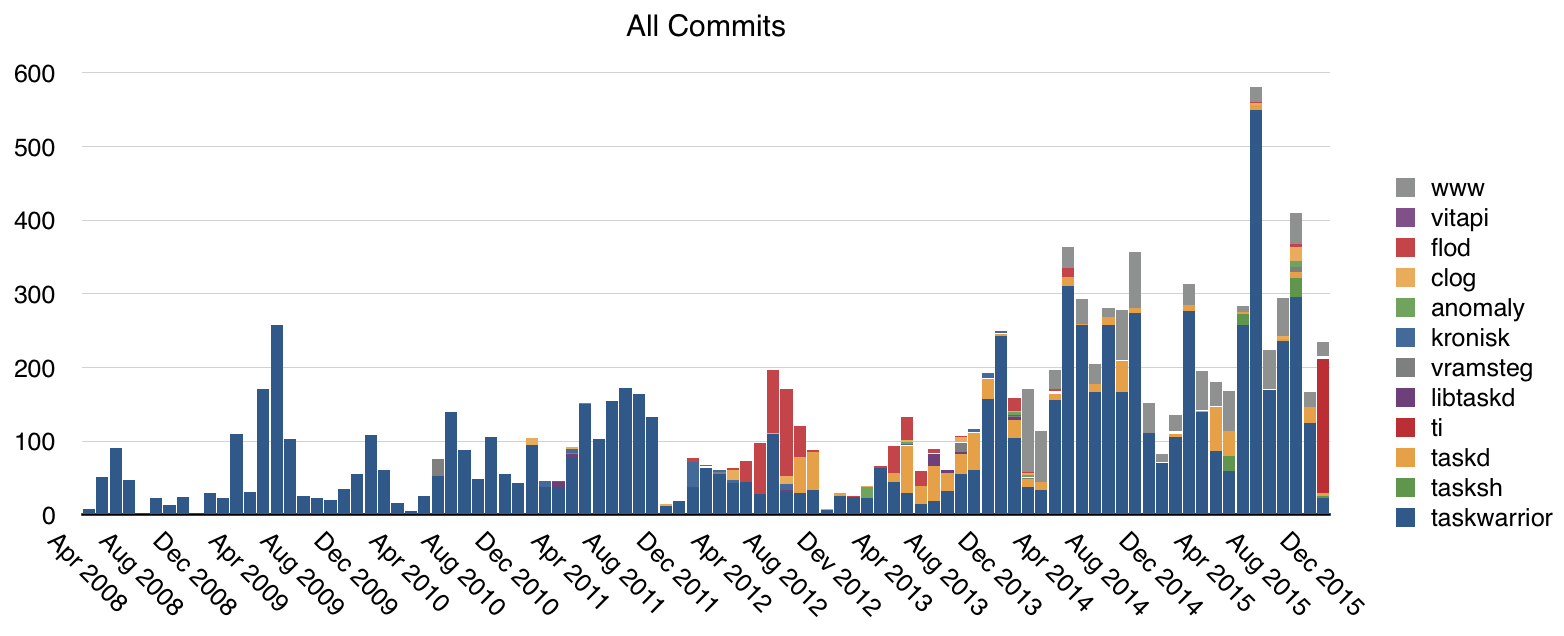 All Commits
600
500
400
300
200
100
0
Apr 2008
Aug 2008
Dec 2008
Apr 2009
Aug 2009
Dec 2009
Apr 2010
Aug 2010
Dec 2010
Apr 2011
Aug 2011
Dec 2011
Apr 2012
Aug 2012
Dev 2012
Apr 2013
Aug 2013
Dec 2013
Apr 2014
Aug 2014
Dec 2014
Apr 2015
Aug 2015
Dec 2015
www
vitapi
flod
clog
anomaly
kronisk
vramsteg
libtaskd
ti
taskd
tasksh
taskwarrior